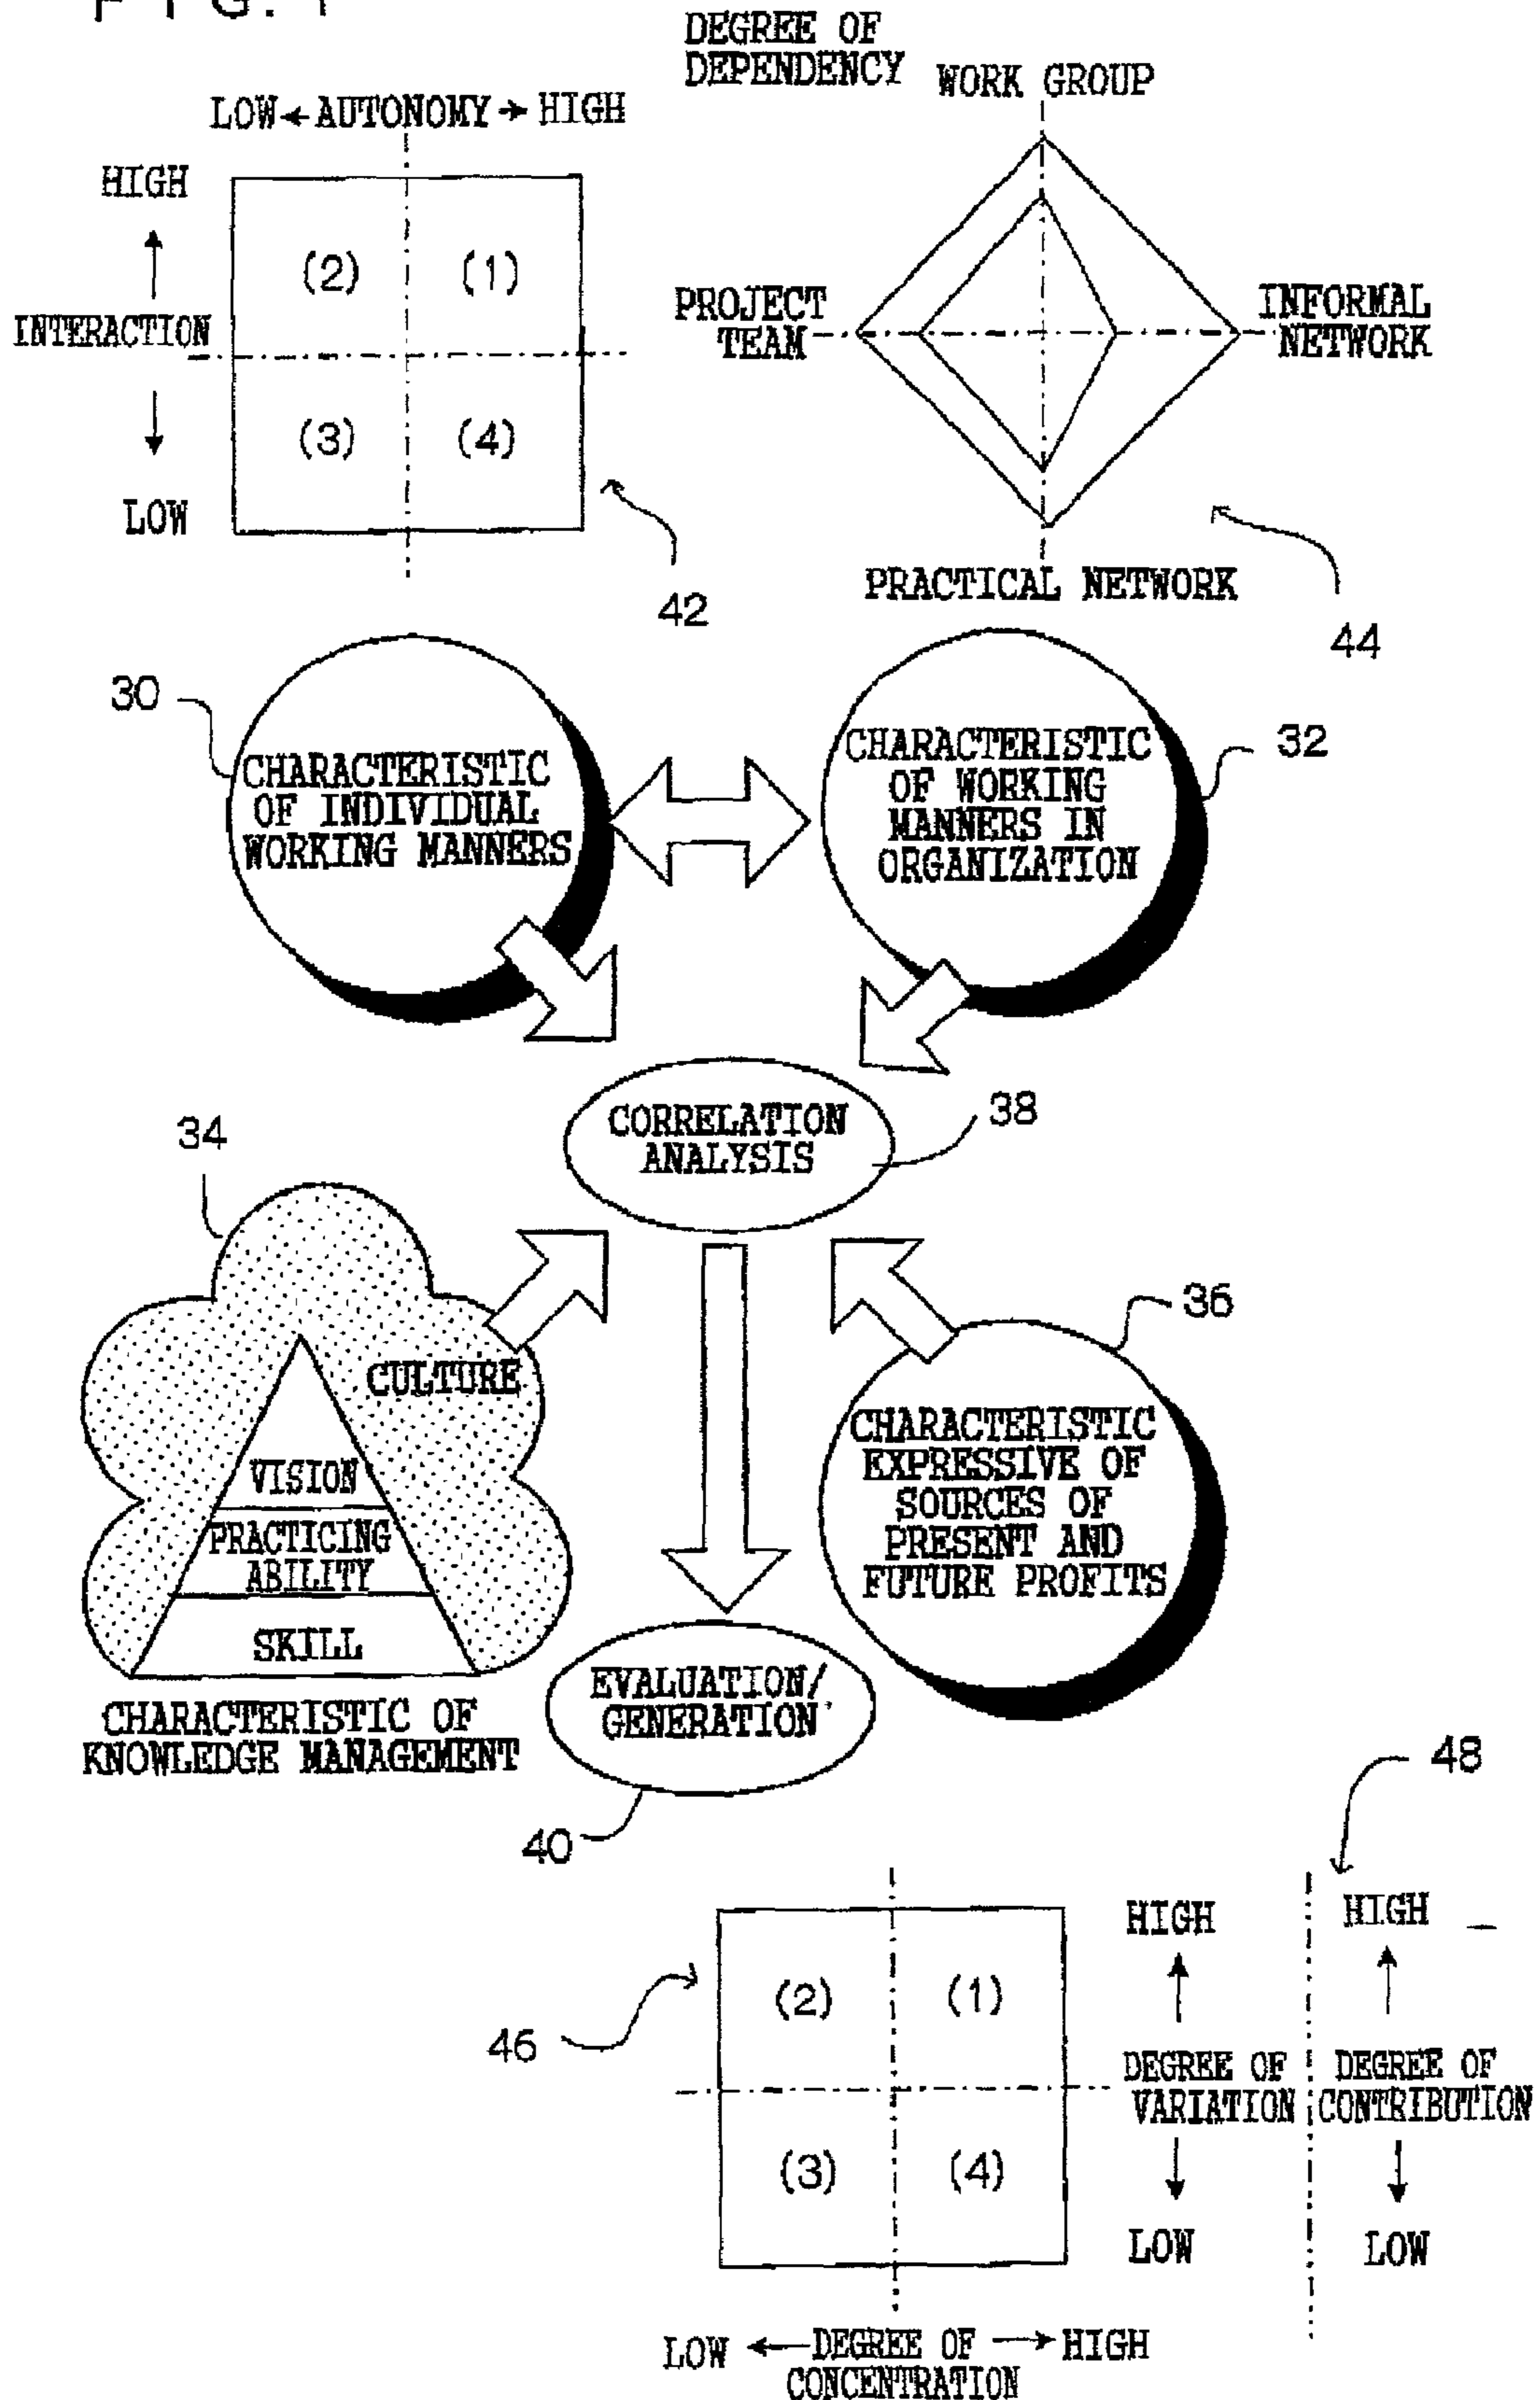 FIG. 1
DEGREE OF
DEPENDENCY
WORK GROUP
LOW ← AUTONOMY → HIGH
HIGH
(2)
(1)
PROJECT
TEAM
INFORMAL
NETWORK
INTERACTION
(3)
(4)
LOW
PRACTICAL NETWORK
42
44
30
32
CHARACTERISTIC
OF INDIVIDUAL
WORKING MANNERS
CHARACTERISTIC
OF WORKING
MANNERS IN
ORGANIZATION
CORRELATION
ANALYSIS
38
34
36
CULTURE
VISION
PRACTICING
ABILITY
SKILL
CHARACTERISTIC OF
KNOWLEDGE MANAGEMENT
CHARACTERISTIC
EXPRESSIVE OF
SOURCES OF
PRESENT AND
FUTURE PROFITS
EVALUATION/
GENERATION
40
48
46
(2)
(1)
(3)
(4)
HIGH
DEGREE OF
VARIATION
LOW
HIGH
DEGREE OF
CONTRIBUTION
LOW
LOW ← DEGREE OF → HIGH
CONCENTRATION